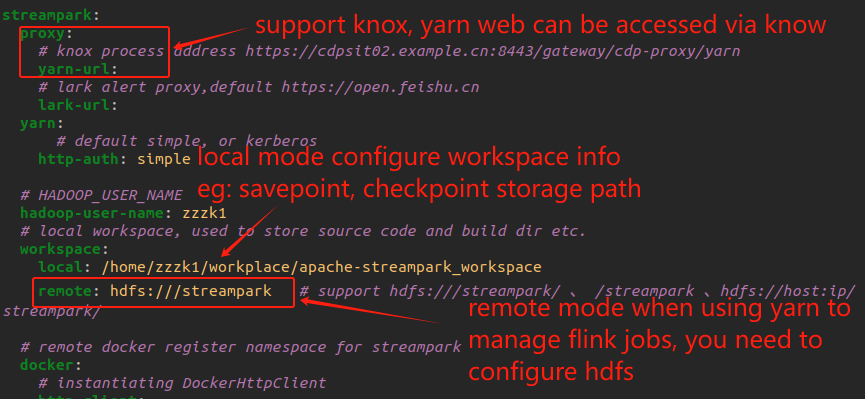 streampark:
support knox, yarn web can be accessed via know
proxy:
# knox process address https://cdpsit02.example.cn:8443/gateway/cdp-proxy/yarn
yarn-url:
# lark alert proxy,default https://open.feishu.cn
lark-url:
yarn:
# default simple, or kerberos
http-auth: simple
local mode configure workspace info
eg: savepoint, checkpoint storage path
# HADOOP_USER_NAME
hadoop-user-name: zzzk1
# local workspace, used to store source code and build dir etc.
workspace:
local: /home/zzzk1/workplace/apache-streampark_workspace
remote: hdfs:///streampark # support hdfs:///streampark/ 、 /streampark 、hdfs://host:ip/
streampark/
remote mode when using yarn to
manage flink jobs, you need to
configure hdfs
# remote docker register namespace for streampark
docker:
# instantiating DockerHttpClient